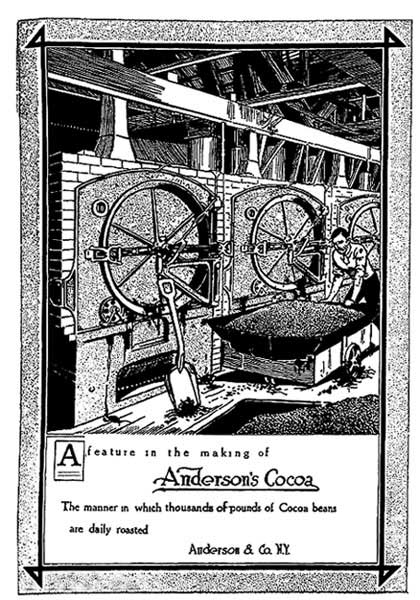 A feature in the making of
Anderson's Cocoa
The manner in which thousands of pounds of Cocoa beans
are daily roasted
Anderson & Co. N.Y.